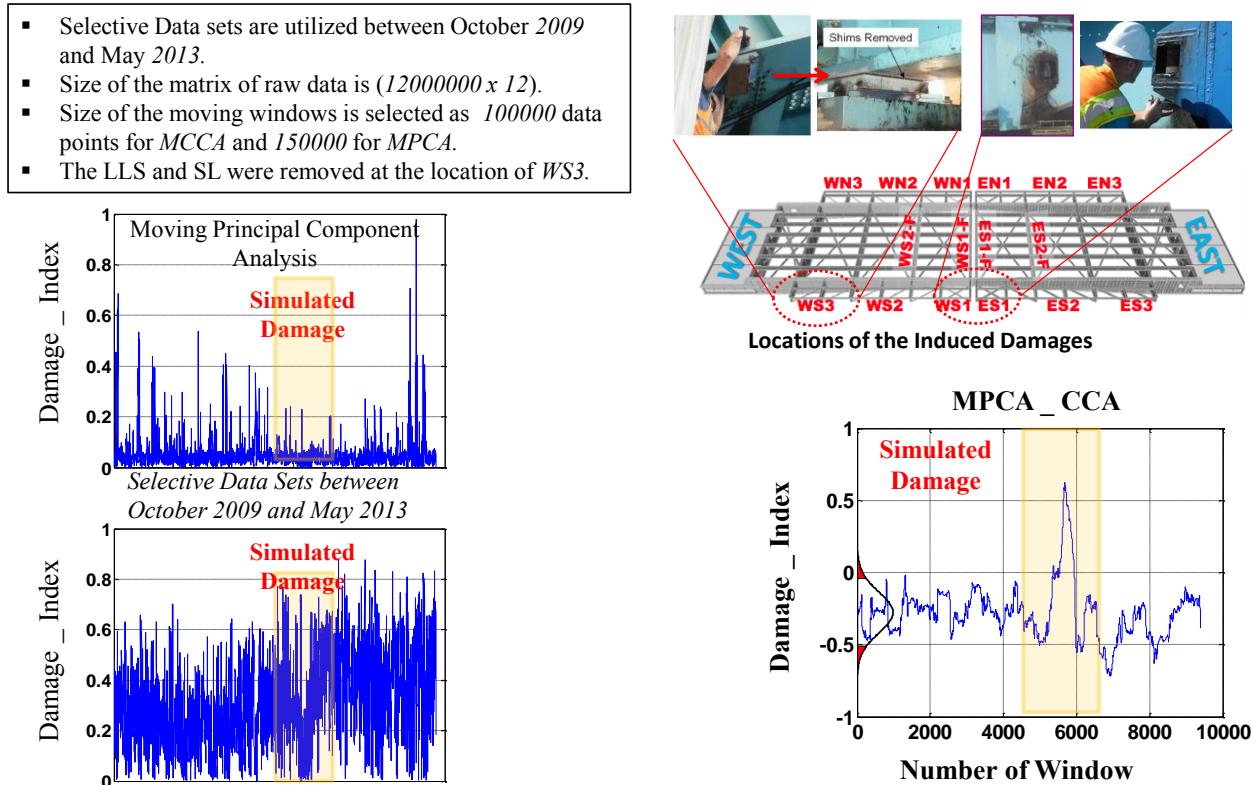 ▪ Selective Data sets are utilized between October 2009
and May 2013.
▪ Size of the matrix of raw data is (12000000 x 12).
▪ Size of the moving windows is selected as 100000 data
points for MCCA and 150000 for MPCA.
▪ The LLS and SL were removed at the location of WS3.
Shims Removed
WN3 WN2 WN1 EN1 EN2 EN3
WEST
WS2-F
WS1-F
ES1-F
ES2-F
EAST
WS3 WS2 WS1 ES1 ES2 ES3
Locations of the Induced Damages
Damage _ Index
1
0.8
0.6
0.4
0.2
0
Moving Principal Component
Analysis
Simulated
Damage
Selective Data Sets between
October 2009 and May 2013
Damage _ Index
1
0.8
0.6
0.4
0.2
0
Simulated
Damage
MPCA _ CCA
Damage _ Index
1
0.5
0
-0.5
-1
Simulated
Damage
0 2000 4000 6000 8000 10000
Number of Window